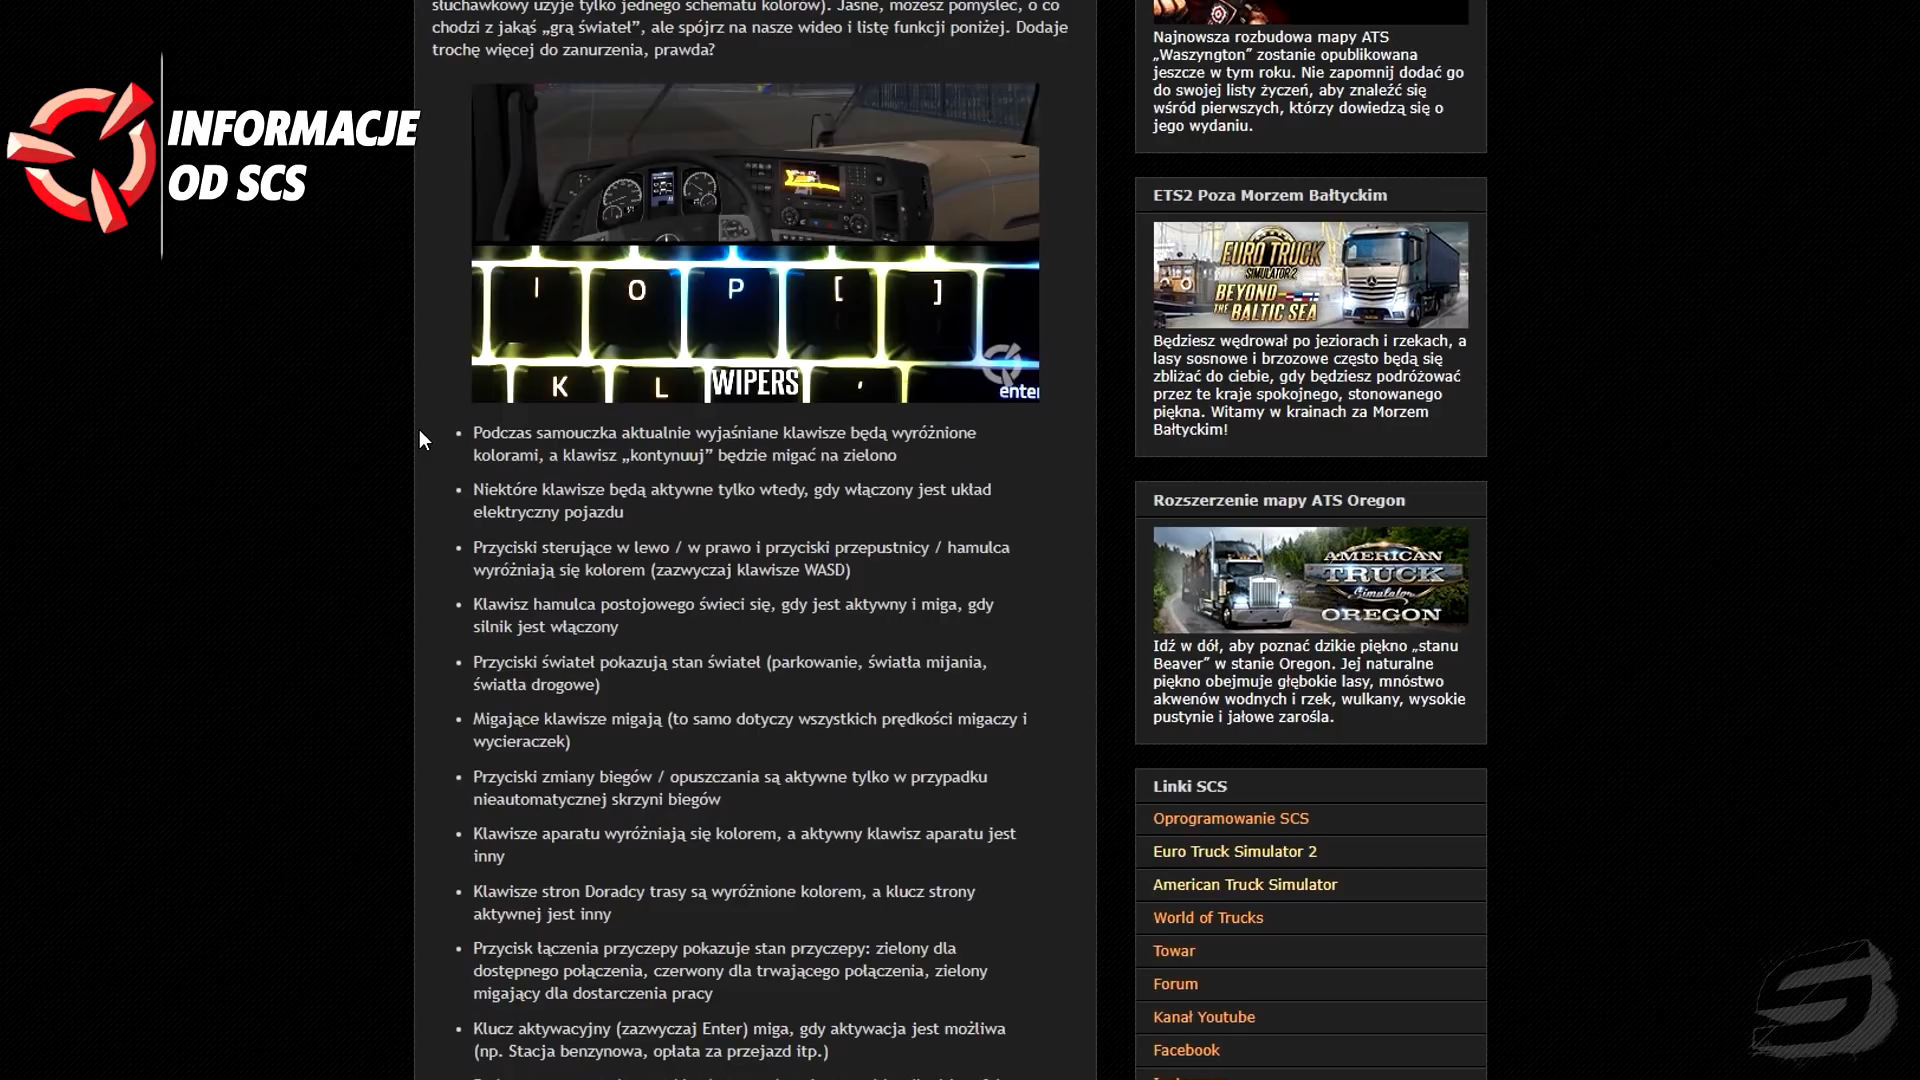 słuchawkowy użyje tylko jednego schematu kolorów). Jasne, możesz pomyśleć, o co
chodzi z jakąś „grą świateł”, ale spójrz na nasze wideo i listę funkcji poniżej. Dodaje
trochę więcej do zanurzenia, prawda?
INFORMACJE
OD SCS
I O P [ ]
K L WIPERS ,
enter
• Podczas samouczka aktualnie wyjaśniane klawisze będą wyróżnione
kolorami, a klawisz „kontynuuj” będzie migać na zielono
• Niektóre klawisze będą aktywne tylko wtedy, gdy włączony jest układ
elektryczny pojazdu
• Przyciski sterujące w lewo / w prawo i przyciski przepustnicy / hamulca
wyróżniają się kolorem (zazwyczaj klawisze WASD)
• Klawisz hamulca postojowego świeci się, gdy jest aktywny i miga, gdy
silnik jest włączony
• Przyciski świateł pokazują stan świateł (parkowanie, światła mijania,
światła drogowe)
• Migające klawisze migają (to samo dotyczy wszystkich prędkości migaczy i
wycieraczek)
• Przyciski zmiany biegów / opuszczania są aktywne tylko w przypadku
nieautomatycznej skrzyni biegów
• Klawisze aparatu wyróżniają się kolorem, a aktywny klawisz aparatu jest
inny
• Klawisze stron Doradcy trasy są wyróżnione kolorem, a klucz strony
aktywnej jest inny
• Przycisk łączenia przyczepy pokazuje stan przyczepy: zielony dla
dostępnego połączenia, czerwony dla trwającego połączenia, zielony
migający dla dostarczenia pracy
• Klucz aktywacyjny (zazwyczaj Enter) miga, gdy aktywacja jest możliwa
(np. Stacja benzynowa, opłata za przejazd itp.)
Najnowsza rozbudowa mapy ATS
„Waszyngton” zostanie opublikowana
jeszcze w tym roku. Nie zapomnij dodać go
do swojej listy życzeń, aby znaleźć się
wśród pierwszych, którzy dowiedzą się o
jego wydaniu.
ETS2 Poza Morzem Bałtyckim
EURO TRUCK
SIMULATOR 2
BEYOND
THE BALTIC SEA
Będziesz wędrował po jeziorach i rzekach, a
lasy sosnowe i brzozowe często będą się
zbliżać do ciebie, gdy będziesz podróżować
przez te kraje spokojnego, stonowanego
piękna. Witamy w krainach za Morzem
Bałtyckim!
Rozszerzenie mapy ATS Oregon
AMERICAN
TRUCK
Simulator
OREGON
Idź w dół, aby poznać dzikie piękno „stanu
Beaver” w stanie Oregon. Jej naturalne
piękno obejmuje głębokie lasy, mnóstwo
akwenów wodnych i rzek, wulkany, wysokie
pustynie i jałowe zarośla.
Linki SCS
Oprogramowanie SCS
Euro Truck Simulator 2
American Truck Simulator
World of Trucks
Towar
Forum
Kanał Youtube
Facebook